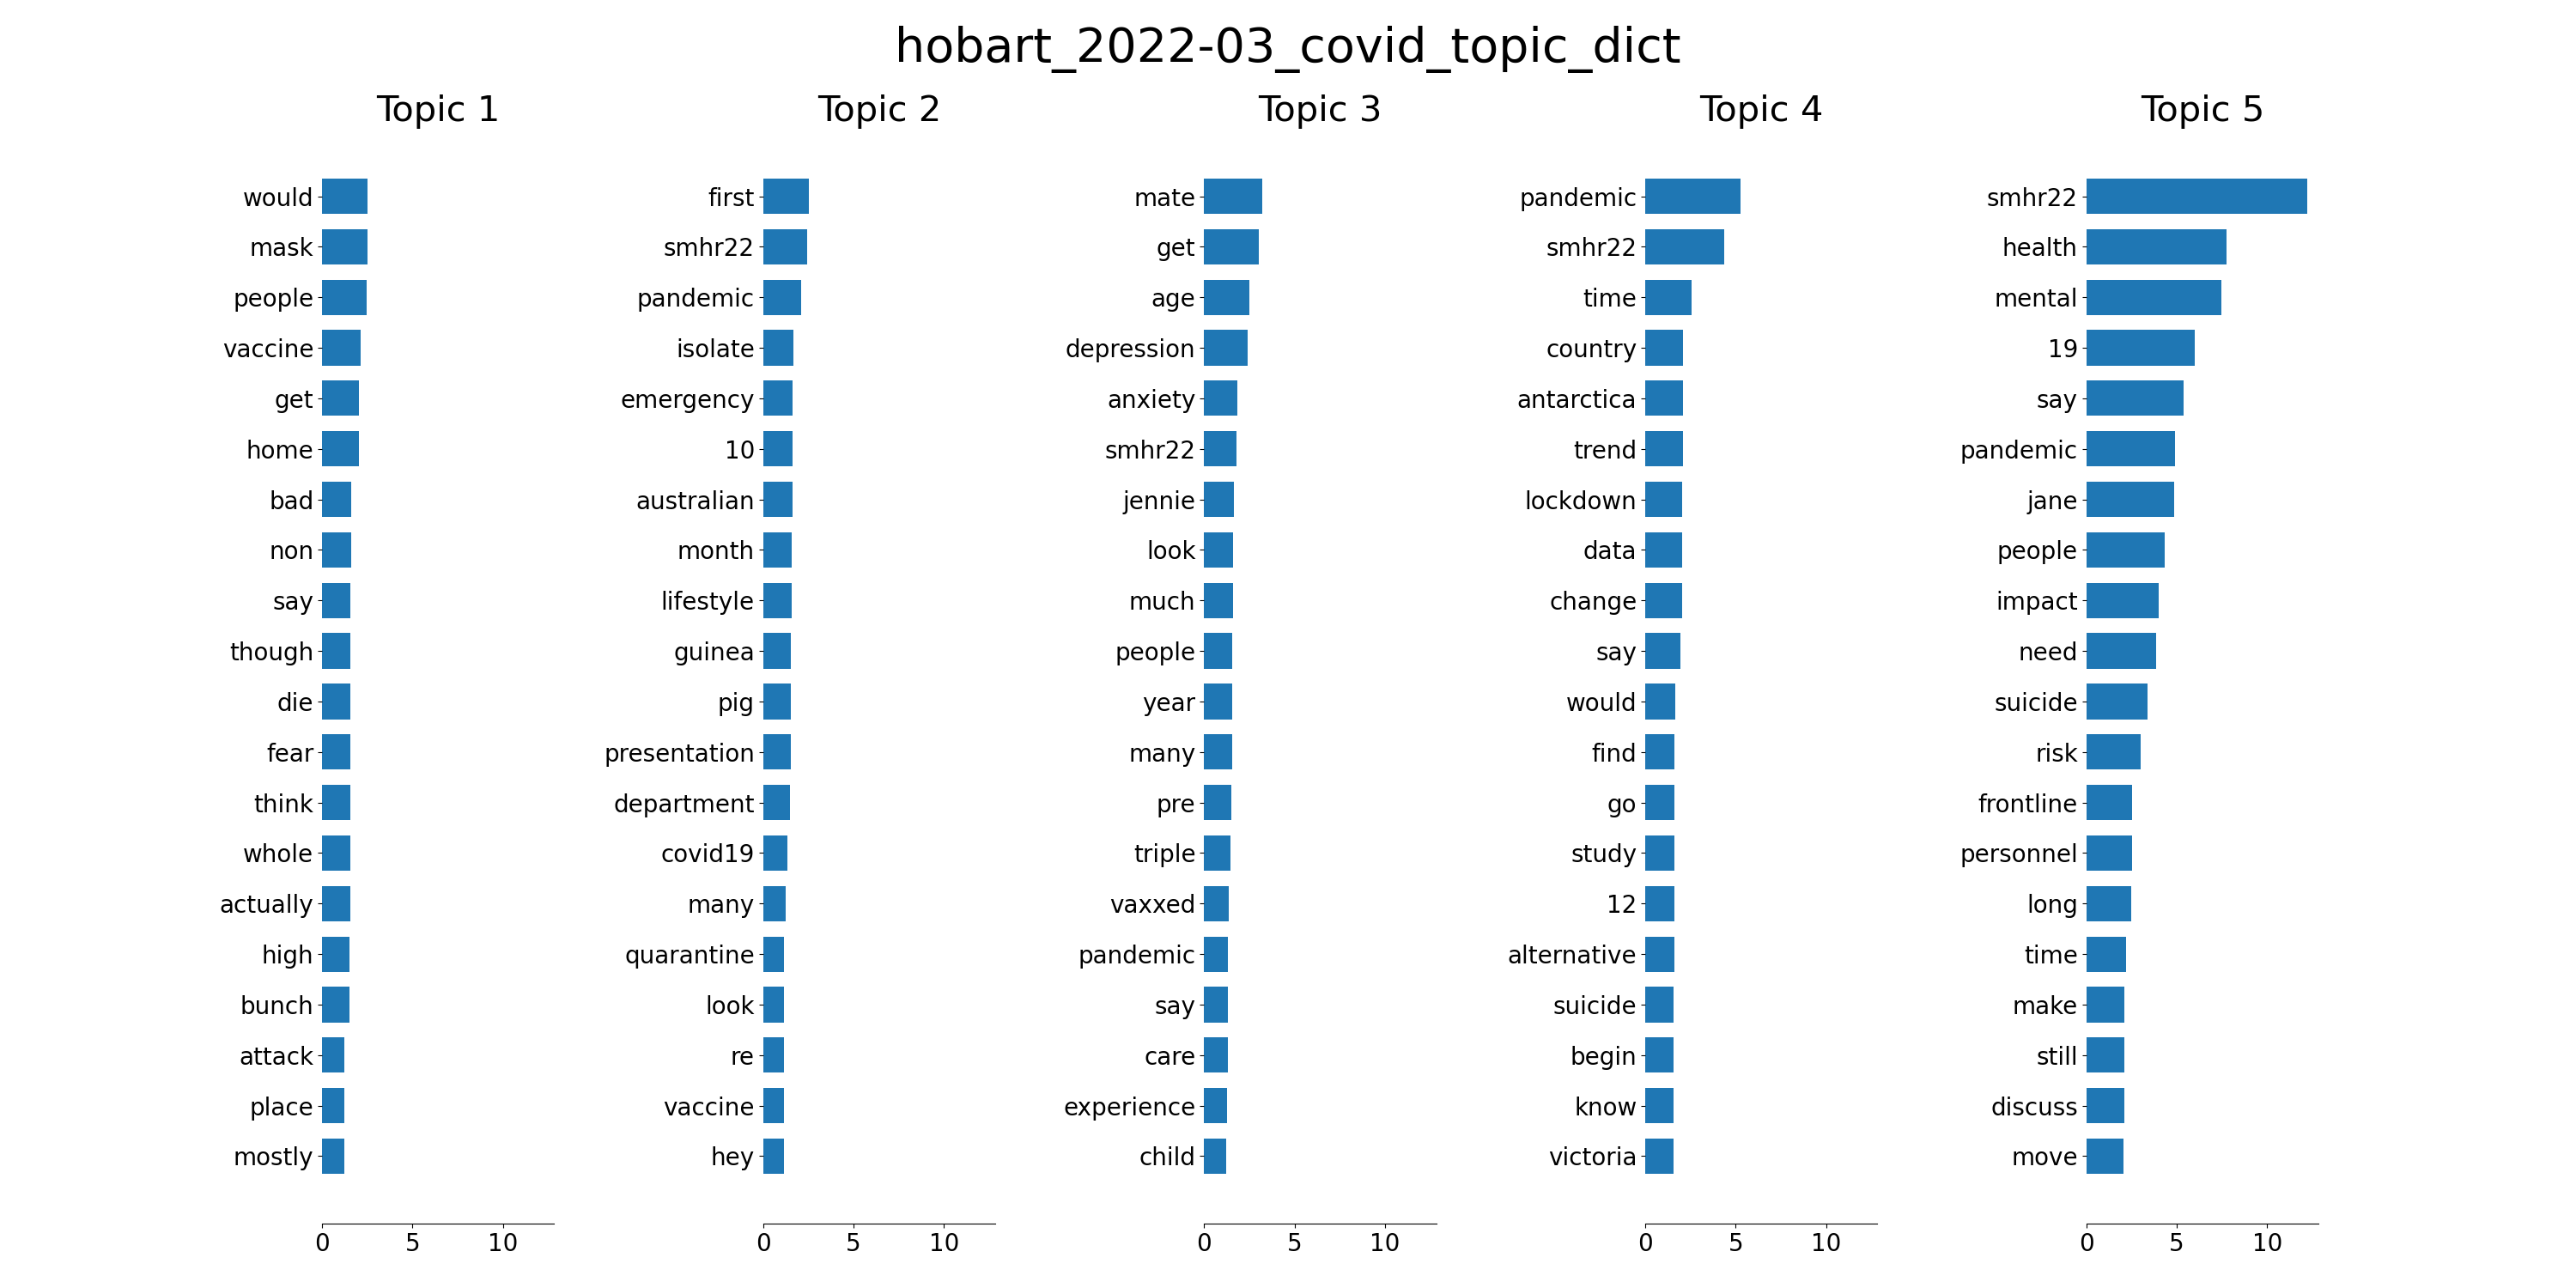 hobart_2022-03_covid_topic_dict
Topic 1
would
mask
people
vaccine
get
home
bad
non
say
though
die
fear
think
whole
actually
high
bunch
attack
place
mostly
0 5 10
Topic 2
first
smhr22
pandemic
isolate
emergency
10
australian
month
lifestyle
guinea
pig
presentation
department
covid19
many
quarantine
look
re
vaccine
hey
0 5 10
Topic 3
mate
get
age
depression
anxiety
smhr22
jennie
look
much
people
year
many
pre
triple
vaxxed
pandemic
say
care
experience
child
0 5 10
Topic 4
pandemic
smhr22
time
country
antarctica
trend
lockdown
data
change
say
would
find
go
study
12
alternative
suicide
begin
know
victoria
0 5 10
Topic 5
smhr22
health
mental
19
say
pandemic
jane
people
impact
need
suicide
risk
frontline
personnel
long
time
make
still
discuss
move
0 5 10